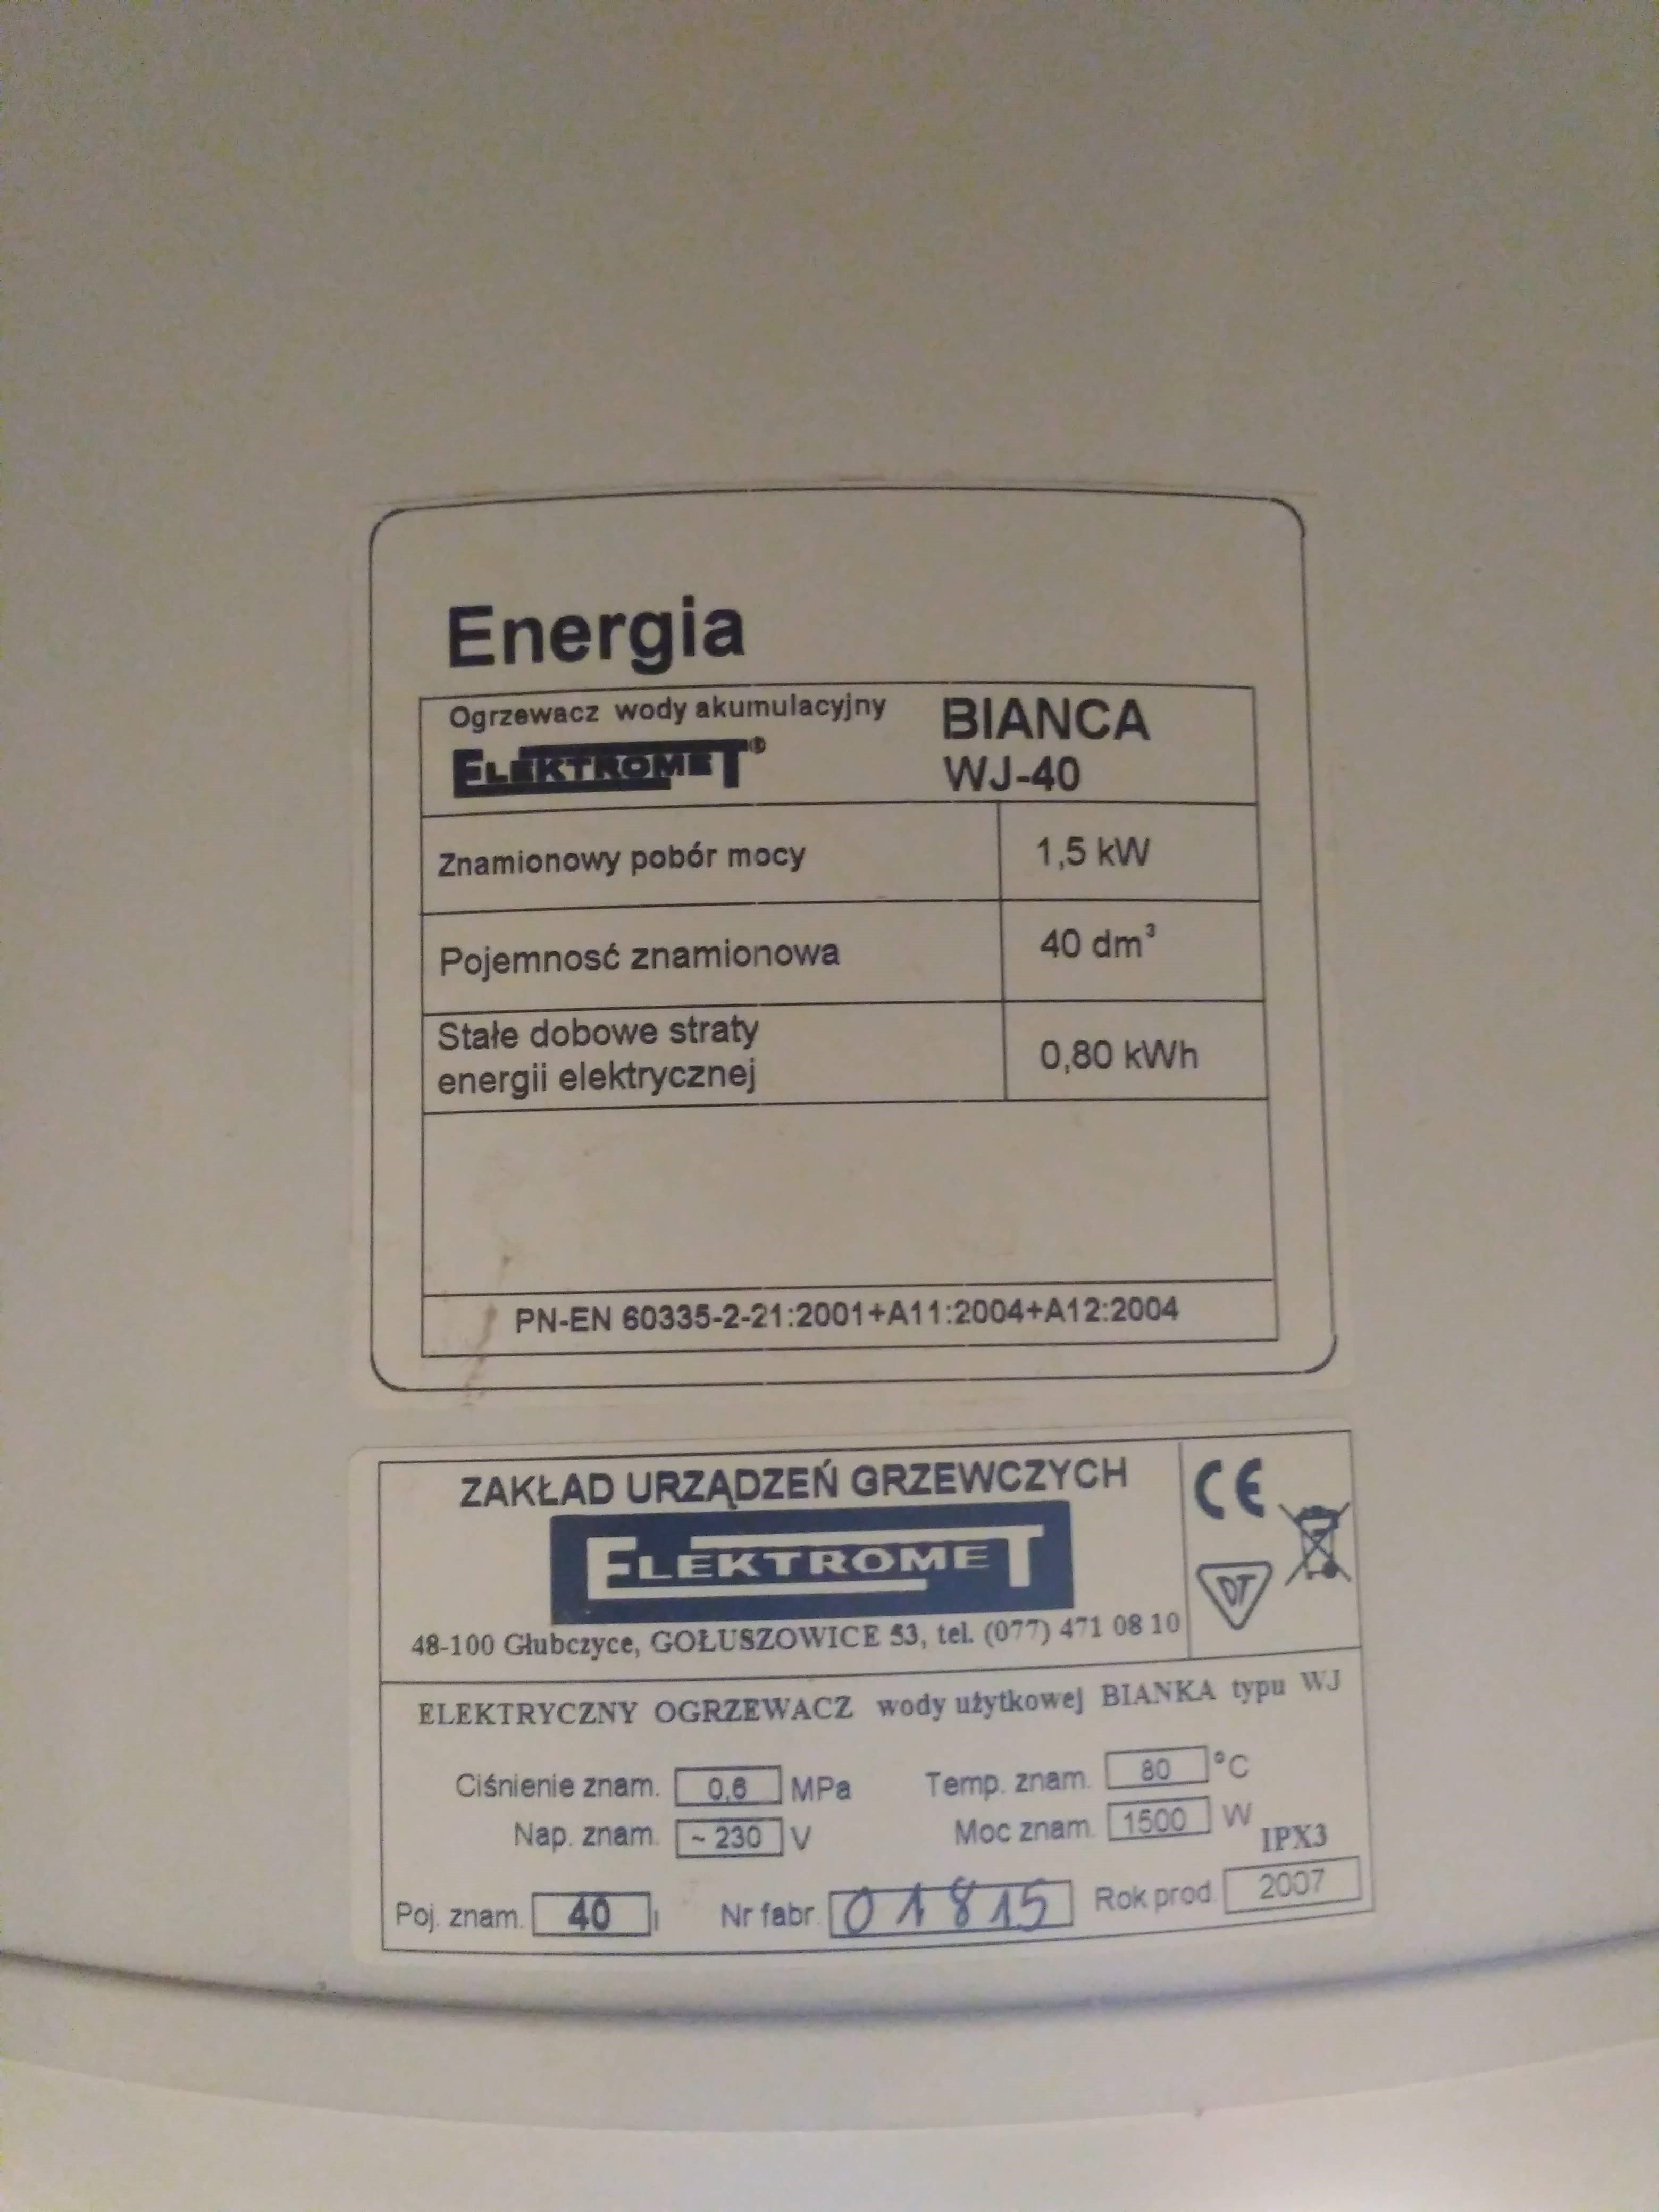 Energia
Ogrzewacz wody akumulacyjny BIANCA
ELEKTROMET® WJ-40
Znamionowy pobór mocy 1,5 kW
Pojemnosć znamionowa 40 dm³
Stałe dobowe straty
energii elektrycznej 0,80 kWh
PN-EN 60335-2-21:2001+A11:2004+A12:2004
ZAKŁAD URZĄDZEŃ GRZEWCZYCH CE
ELEKTROMET
DT
48-100 Głubczyce, GOŁUSZOWICE 53, tel. (077) 471 08 10
ELEKTRYCZNY OGRZEWACZ wody użytkowej BIANKA typu WJ
Ciśnienie znam. 0,6 MPa Temp. znam. 80 °C
Nap. znam. ~ 230 V Moc znam. 1500 W IPX3
Poj. znam. 40 l Nr fabr. 01815 Rok prod. 2007